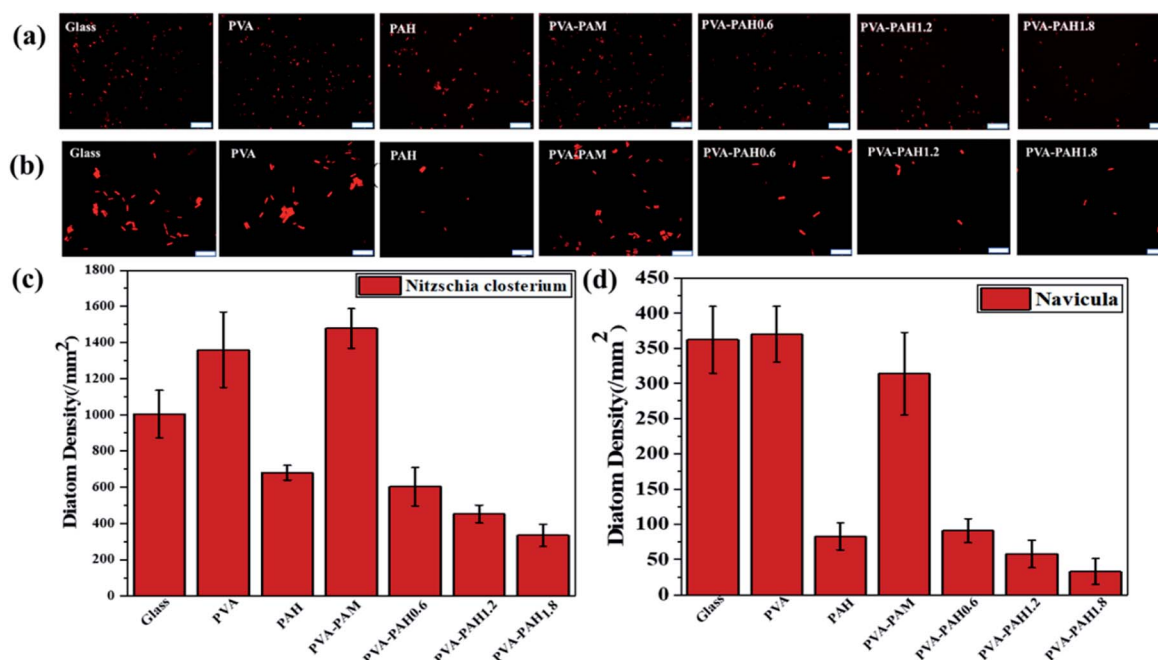 (a) Glass PVA PAH PVA-PAM PVA-PAH0.6 PVA-PAH1.2 PVA-PAH1.8
(b) Glass PVA PAH PVA-PAM PVA-PAH0.6 PVA-PAH1.2 PVA-PAH1.8
(c)
Nitzschia closterium
Diatom Density(/mm2)
1800
1600
1400
1200
1000
800
600
400
200
0
Glass PVA PAH PVA-PAM PVA-PAH0.6 PVA-PAH1.2 PVA-PAH1.8
(d)
Navicula
Diatom Density(/mm2)
450
400
350
300
250
200
150
100
50
0
Glass PVA PAH PVA-PAM PVA-PAH0.6 PVA-PAH1.2 PVA-PAH1.8